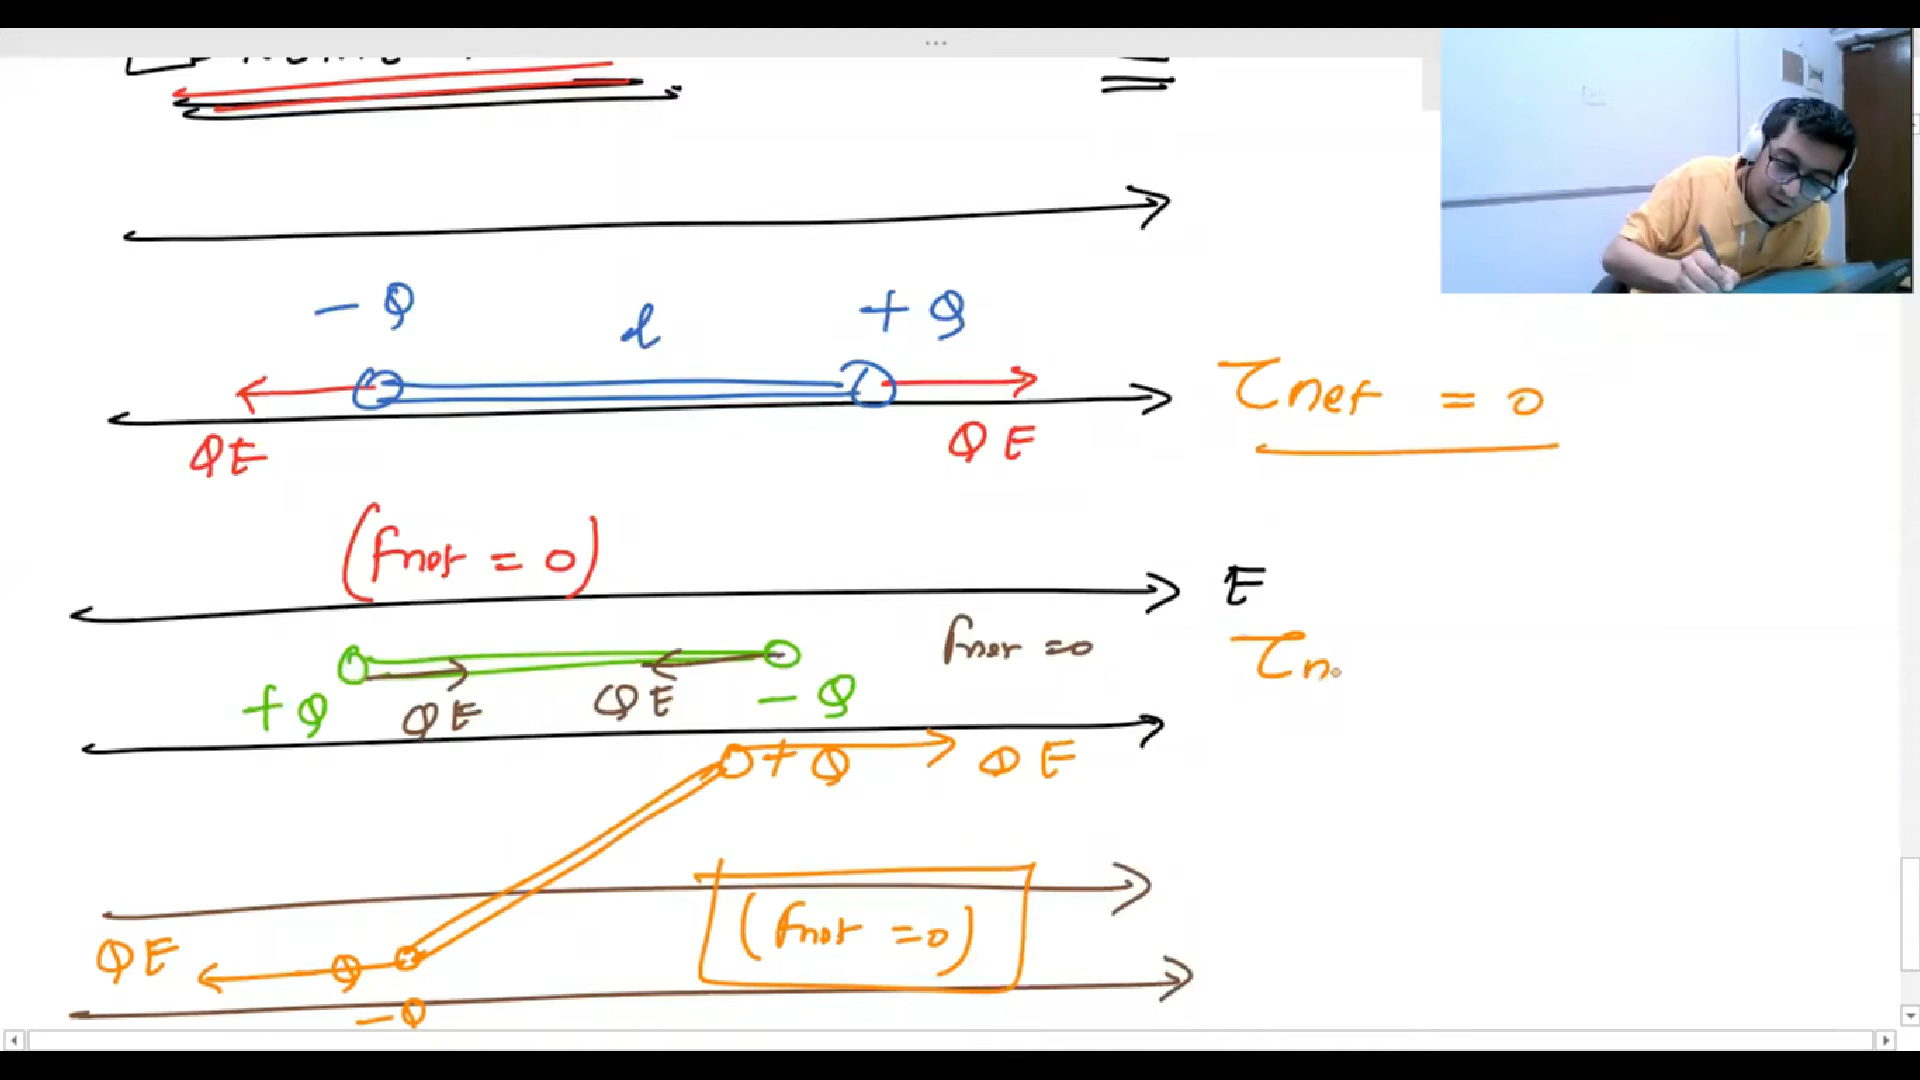 - Q d + Q
QE QE τnet = 0
(Fnet = 0)
E
Fnet = 0
τn
+ Q QE QE - Q
+ Q QE
(Fnet = 0)
QE
- Q